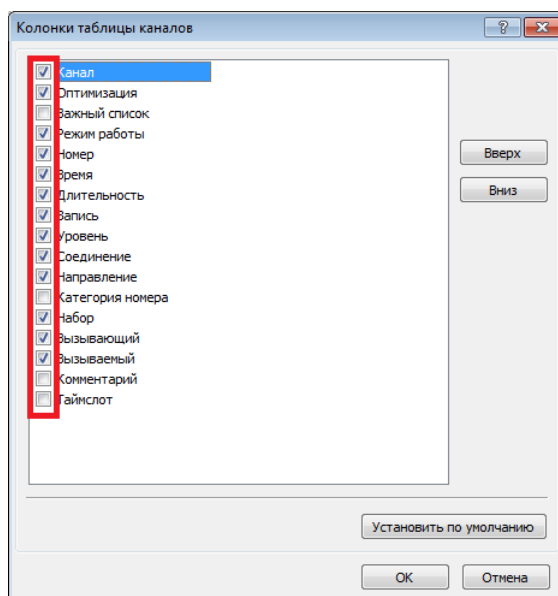 Колонки таблицы каналов
Канал
Оптимизация
Важный список
Режим работы
Номер
Время
Длительность
Запись
Уровень
Соединение
Направление
Категория номера
Набор
Вызывающий
Вызываемый
Комментарий
Таймслот
Вверх
Вниз
Установить по умолчанию
OK
Отмена